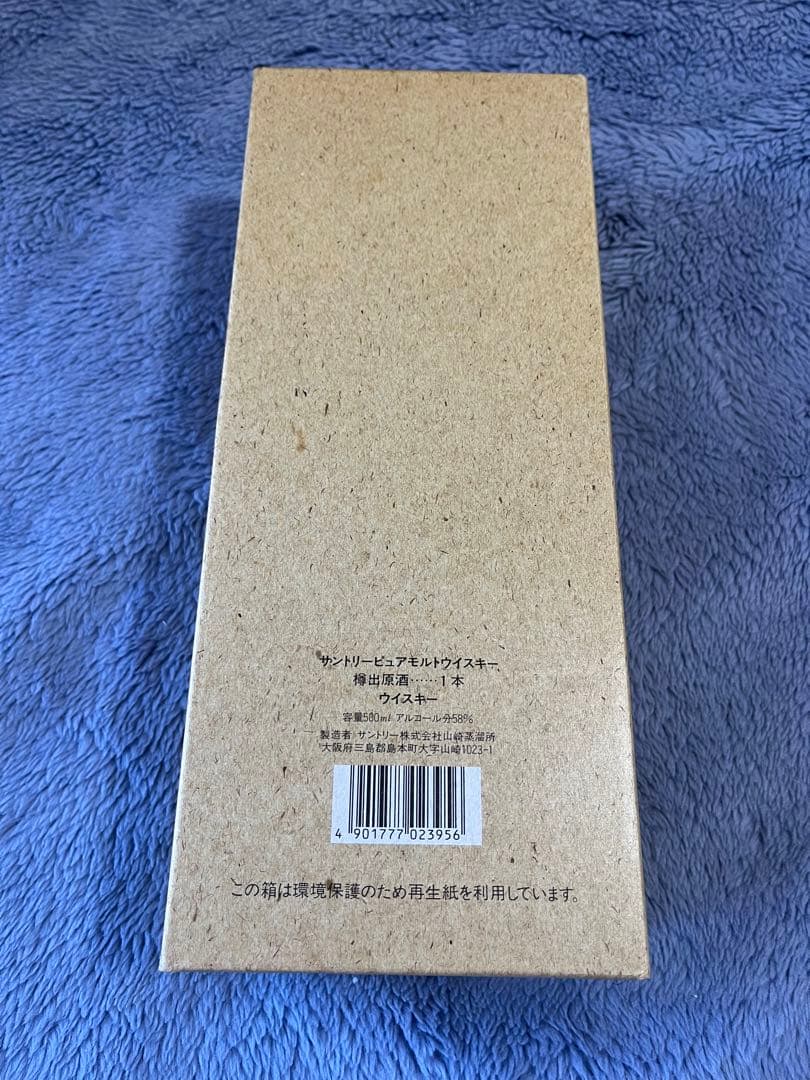 サントリーピュアモルトウイスキー
樽出原酒……1本
ウイスキー
容量500ml アルコール分58%
製造者 サントリー株式会社山崎蒸溜所
大阪府三島郡島本町大字山崎1023-1
4 901777 023956
この箱は環境保護のため再生紙を利用しています。